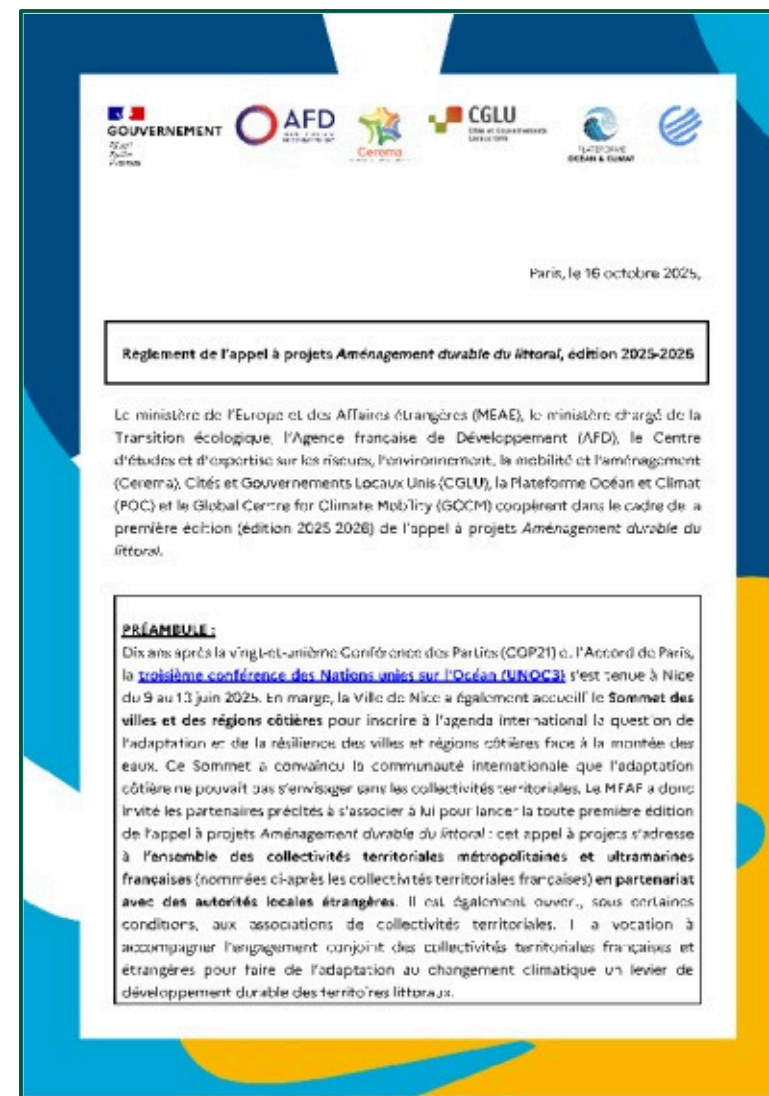 GOUVERNEMENT
AFD
Cerema
CGLU
Cités et Gouvernements
Locaux Unis
PLATEFORME
OCÉAN & CLIMAT
Paris, le 16 octobre 2025,
Règlement de l'appel à projets Aménagement durable du littoral, édition 2025-2026
Le ministère de l'Europe et des Affaires étrangères (MEAE), le ministère chargé de la
Transition écologique, l'Agence française de Développement (AFD), le Centre
d'études et d'expertise sur les risques, l'environnement, la mobilité et l'aménagement
(Cerema), Cités et Gouvernements Locaux Unis (CGLU), la Plateforme Océan et Climat
(POC) et le Global Centre for Climate Mobility (GCCM) coopèrent dans le cadre de la
première édition (édition 2025 2026) de l'appel à projets Aménagement durable du
littoral.
PRÉAMBULE :
Dix ans après la vingt-et-unième Conférence des Parties (COP21) et l'Accord de Paris,
la troisième conférence des Nations unies sur l'Océan (UNOC3) s'est tenue à Nice
du 9 au 13 juin 2025. En marge, la Ville de Nice a également accueilli le Sommet des
villes et des régions côtières pour inscrire à l'agenda international la question de
l'adaptation et de la résilience des villes et régions côtières face à la montée des
eaux. Ce Sommet a convaincu la communauté internationale que l'adaptation
côtière ne pouvait pas s'envisager sans les collectivités territoriales. Le MEAE a donc
invité les partenaires précités à s'associer à lui pour lancer la toute première édition
de l'appel à projets Aménagement durable du littoral : cet appel à projets s'adresse
à l'ensemble des collectivités territoriales métropolitaines et ultramarines
françaises (nommées ci-après les collectivités territoriales françaises) en partenariat
avec des autorités locales étrangères. Il est également ouvert, sous certaines
conditions, aux associations de collectivités territoriales. Il a vocation à
accompagner l'engagement conjoint des collectivités territoriales françaises et
étrangères pour faire de l'adaptation au changement climatique un levier de
développement durable des territoires littoraux.